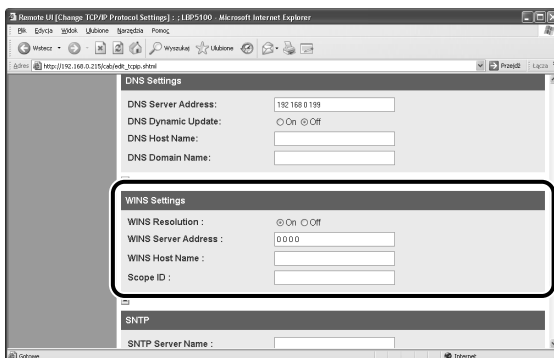 Remote UI [Change TCP/IP Protocol Settings] : ; ; LBP5100 - Microsoft Internet Explorer
Plik Edycja Widok Ulubione Narzędzia Pomoc
Wstecz Wyszukaj Ulubione
Adres http://192.168.0.215/cab/edit_tcpip.shtml Przejdź Łącza
DNS Settings
DNS Server Address: 192.168.0.199
DNS Dynamic Update: On Off
DNS Host Name:
DNS Domain Name:
WINS Settings
WINS Resolution : On Off
WINS Server Address : 0.0.0.0
WINS Host Name :
Scope ID :
SNTP
SNTP Server Name :
Gotowe Internet